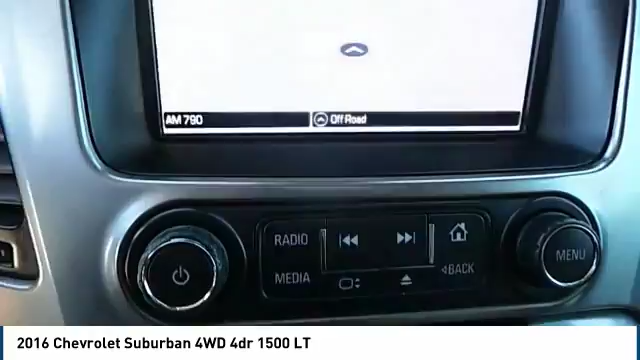 AM 790
Off Road
RADIO
MEDIA
BACK
MENU
2016 Chevrolet Suburban 4WD 4dr 1500 LT